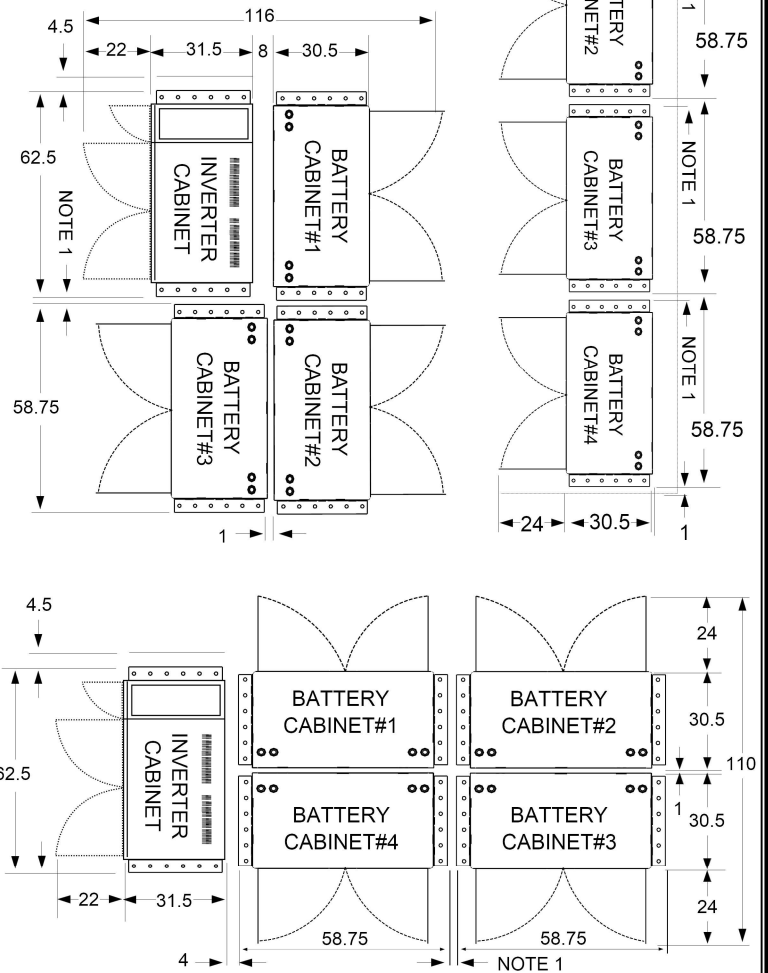 116
4.5
22
31.5
8
30.5
62.5
NOTE 1
INVERTER
CABINET
BATTERY
CABINET#1
58.75
BATTERY
CABINET#3
BATTERY
CABINET#2
1
NET#2
1
58.75
BATTERY
CABINET#3
NOTE 1
58.75
BATTERY
CABINET#4
NOTE 1
58.75
24
30.5
1
4.5
62.5
INVERTER
CABINET
22
31.5
4
BATTERY
CABINET#1
BATTERY
CABINET#2
BATTERY
CABINET#4
BATTERY
CABINET#3
24
30.5
110
1
30.5
24
58.75
58.75
NOTE 1